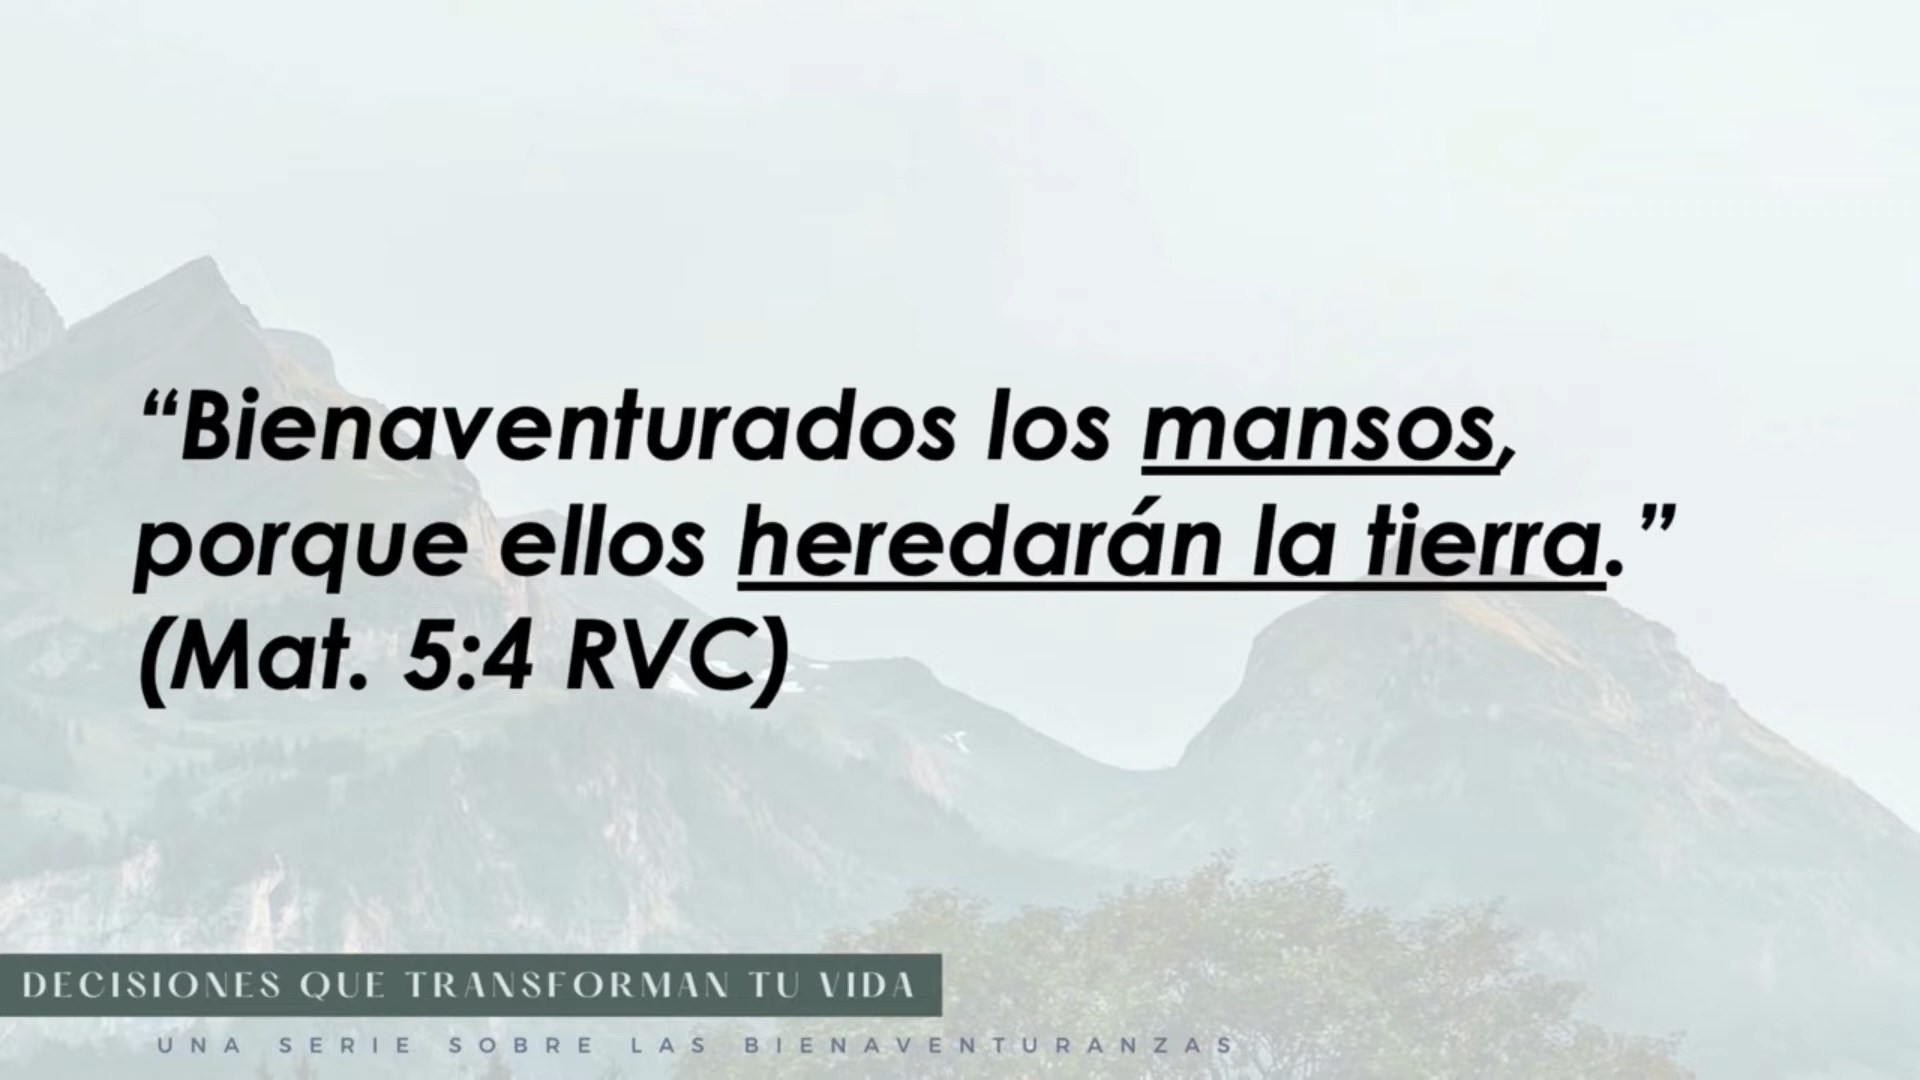 “Bienaventurados los mansos,
porque ellos heredarán la tierra.”
(Mat. 5:4 RVC)
DECISIONES QUE TRANSFORMAN TU VIDA
UNA SERIE SOBRE LAS BIENAVENTURANZAS